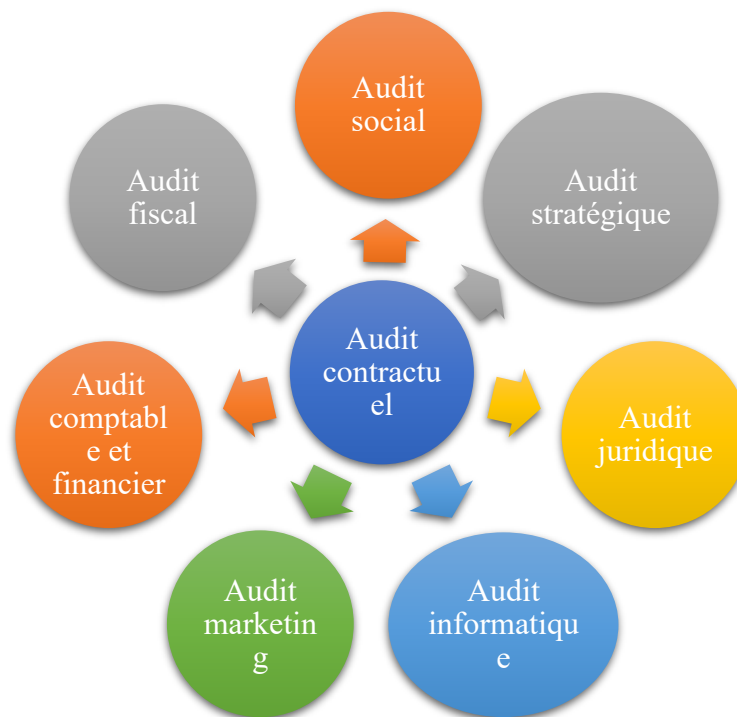 Audit
social
Audit
stratégique
Audit
juridique
Audit
informatiqu
e
Audit
marketin
g
Audit
comptabl
e et
financier
Audit
fiscal
Audit
contractu
el